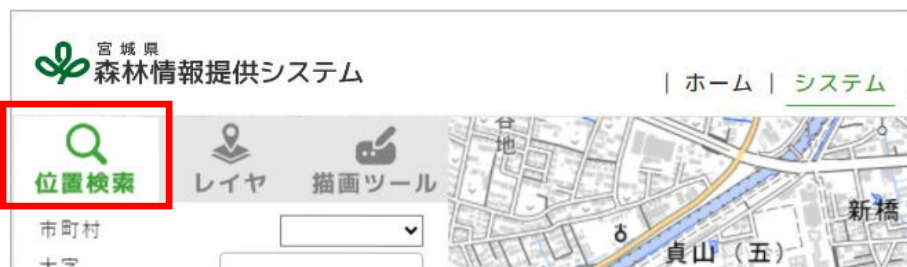 宮城県
森林情報提供システム
| ホーム | システム
位置検索 レイヤ 描画ツール
市町村
大字
谷地
新橋
貞山（五）